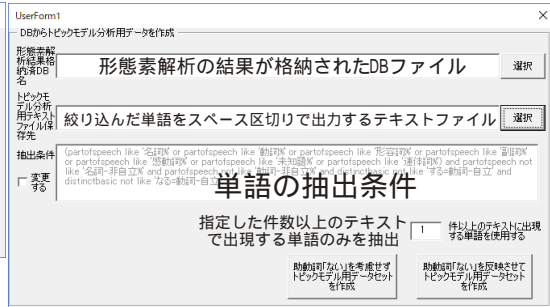 UserForm1
DBからトピックモデル分析用データを作成
形態素解
析結果格
納済DB
名
形態素解析の結果が格納されたDBファイル
選択
トピックモ
デル分析
用テキスト
ファイル保
存先
絞り込んだ単語をスペース区切りで出力するテキストファイル
選択
抽出条件
変更
する
(partofspeech like '名詞%' or partofspeech like '動詞%' or partofspeech like '形容詞%' or partofspeech like '副詞%'
or partofspeech like '感動詞%' or partofspeech like '未知語%' or partofspeech like '連体詞%') and partofspeech not
like '名詞-非自立%' and partofspeech not like '動詞-非自立%' and distinctbasic not like 'する=動詞-自立' and
distinctbasic not like 'なる=動詞-自立'
単語の抽出条件
指定した件数以上のテキスト
で出現する単語のみを抽出
1
件以上のテキストに出現
する単語を使用する
助動詞「ない」を考慮せず
トピックモデル用データセット
を作成
助動詞「ない」を反映させて
トピックモデル用データセット
を作成